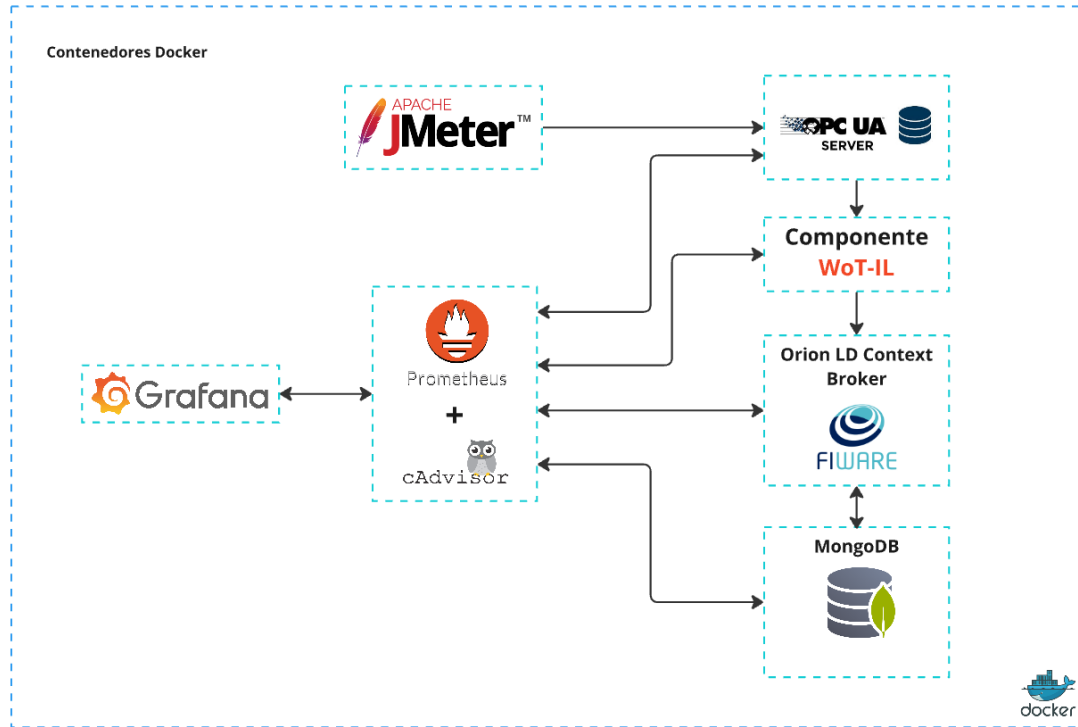 Contenedores Docker
APACHE
JMeter™
OPC UA
SERVER
Componente
WoT-IL
Prometheus
+
cAdvisor
Grafana
Orion LD Context
Broker
FIWARE
MongoDB
docker